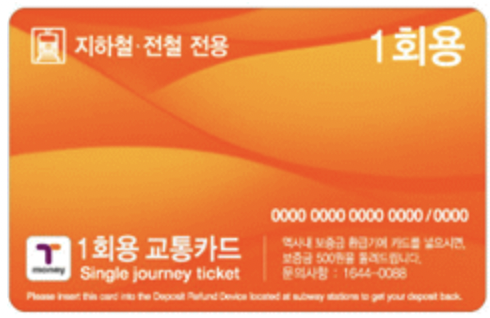 지하철·전철 전용
1회용
0000 0000 0000 0000 / 0000
T
money
1회용 교통카드
Single journey ticket
역사내 보증금 환급기에 카드를 넣으시면,
보증금 500원을 돌려드립니다.
문의사항 : 1644-0088
Please insert this card into the Deposit Refund Device located at subway stations to get your deposit back.